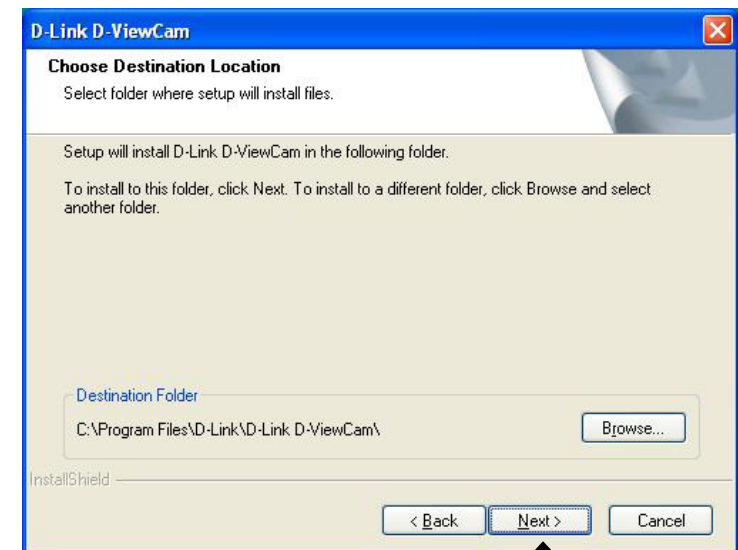 D-Link D-ViewCam
Choose Destination Location
Select folder where setup will install files.
Setup will install D-Link D-ViewCam in the following folder.
To install to this folder, click Next. To install to a different folder, click Browse and select
another folder.
Destination Folder
C:\Program Files\D-Link\D-Link D-ViewCam\
Browse...
InstallShield
< Back
Next >
Cancel